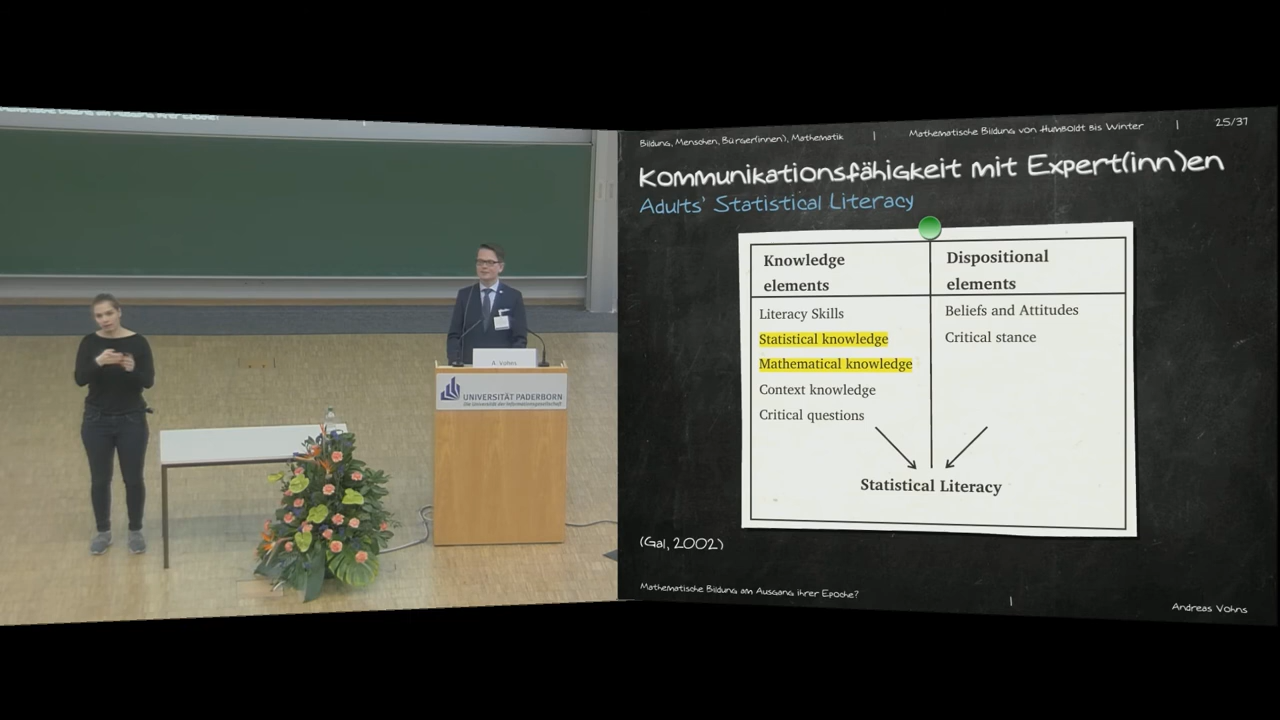 Bildung, Menschen, Bürger(innen), Mathematik | Mathematische Bildung von Humboldt bis Winter | 25/37
Kommunikationsfähigkeit mit Expert(inn)en
Adults' Statistical Literacy
Knowledge elements
Dispositional elements
Literacy Skills
Statistical knowledge
Mathematical knowledge
Context knowledge
Critical questions
Beliefs and Attitudes
Critical stance
Statistical Literacy
(Gal, 2002)
Mathematische Bildung am Ausgang ihrer Epoche? |
Andreas Vohns
A. Vohns
UNIVERSITÄT PADERBORN
Die Universität der Informationsgesellschaft